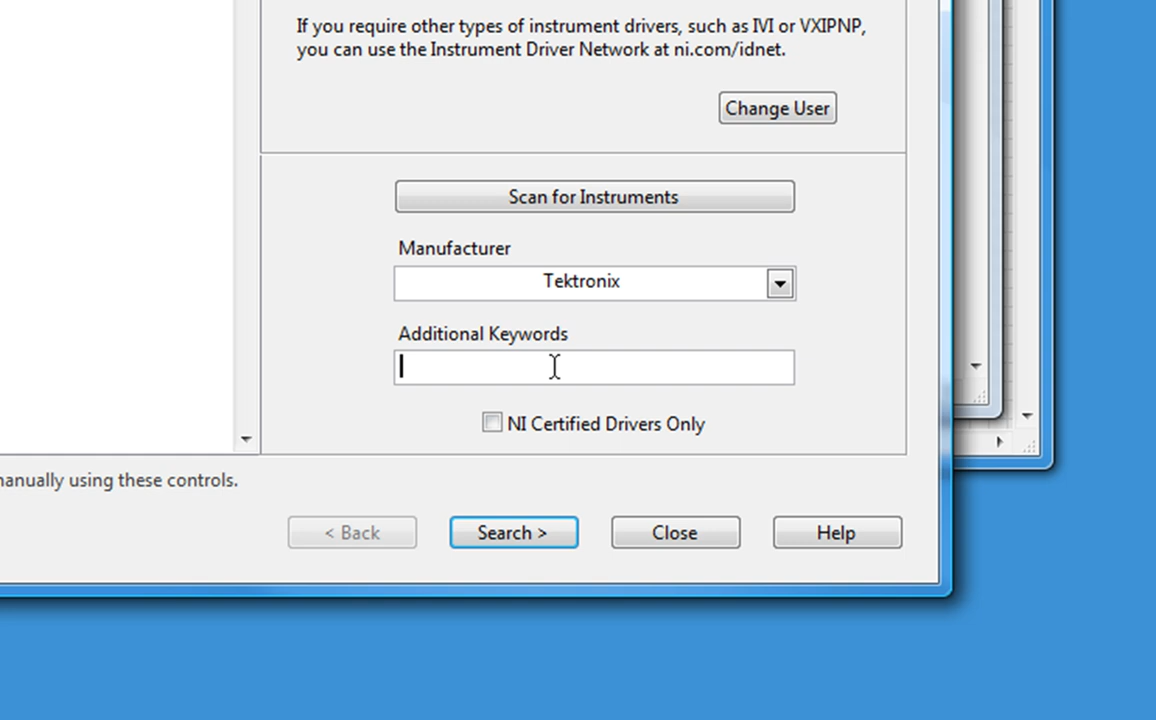 If you require other types of instrument drivers, such as IVI or VXIPNP,
you can use the Instrument Driver Network at ni.com/idnet.
Change User
Scan for Instruments
Manufacturer
Tektronix
Additional Keywords
NI Certified Drivers Only
manually using these controls.
< Back
Search >
Close
Help